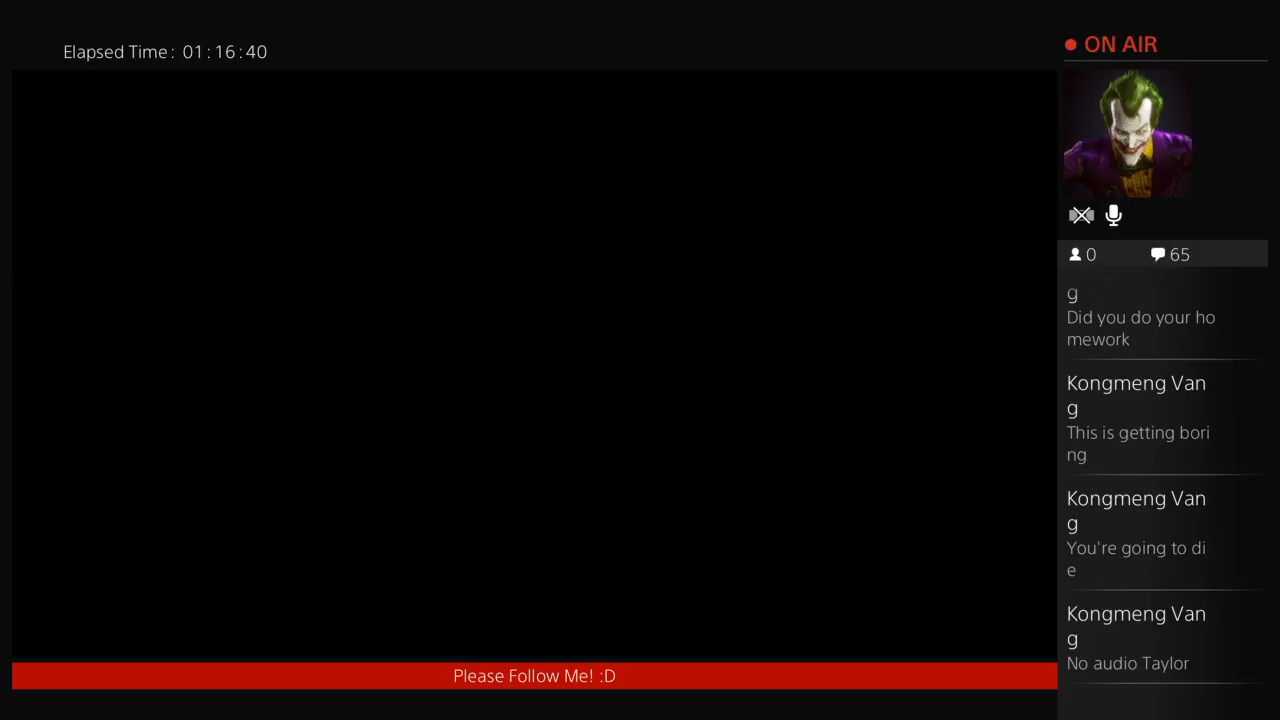 Elapsed Time: 01:16:40
ON AIR
0 65
g
Did you do your ho
mework
Kongmeng Van
g
This is getting bori
ng
Kongmeng Van
g
You're going to di
e
Kongmeng Van
g
No audio Taylor
Please Follow Me! :D